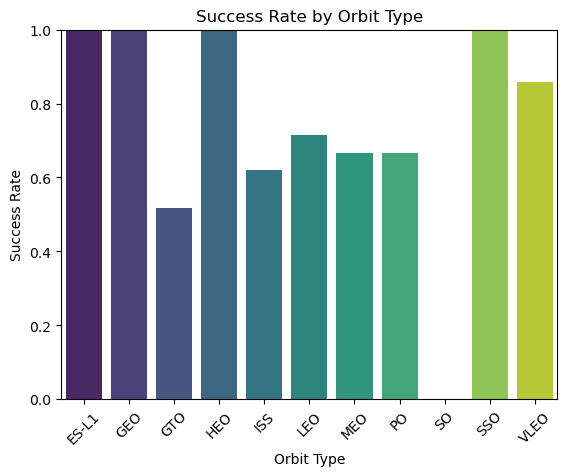 Success Rate by Orbit Type
Success Rate
1.0
0.8
0.6
0.4
0.2
0.0
ES-L1
GEO
GTO
HEO
ISS
LEO
MEO
PO
SO
SSO
VLEO
Orbit Type